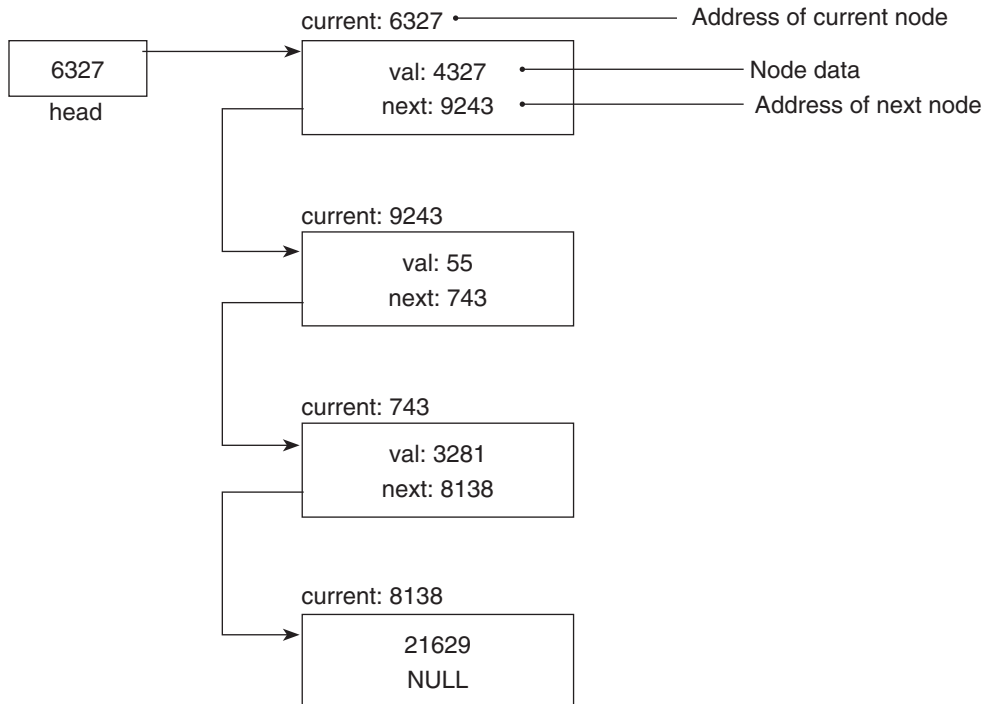 current: 6327
Address of current node
6327
head
val: 4327
Node data
next: 9243
Address of next node
current: 9243
val: 55
next: 743
current: 743
val: 3281
next: 8138
current: 8138
21629
NULL